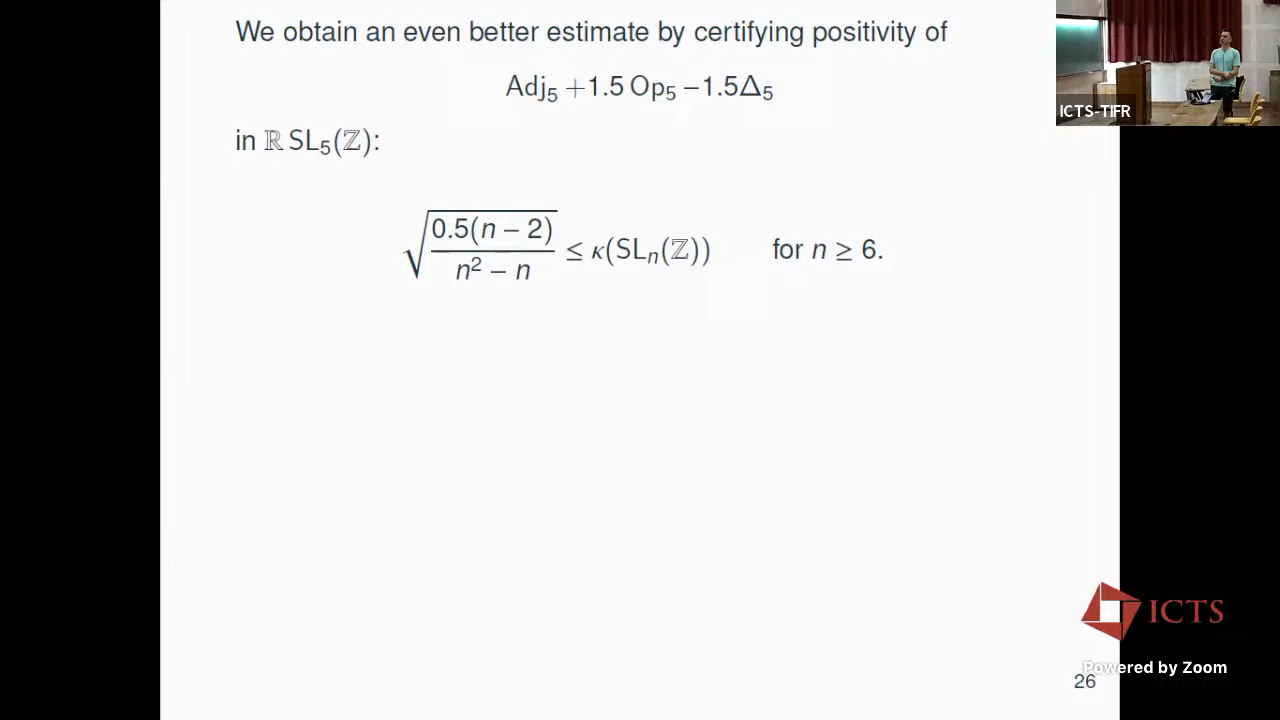 We obtain an even better estimate by certifying positivity of
Adj₅ +1.5 Op₅ −1.5Δ₅
in ℝ SL₅(ℤ):
√(0.5(n − 2) / (n² − n)) ≤ κ(SLₙ(ℤ)) for n ≥ 6.
ICTS-TIFR
ICTS
Powered by Zoom
26